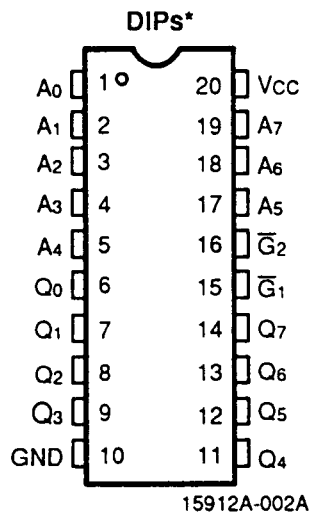 DIPs*
A0 1 20 VCC
A1 2 19 A7
A2 3 18 A6
A3 4 17 A5
A4 5 16 G̅2
Q0 6 15 G̅1
Q1 7 14 Q7
Q2 8 13 Q6
Q3 9 12 Q5
GND 10 11 Q4
15912A-002A